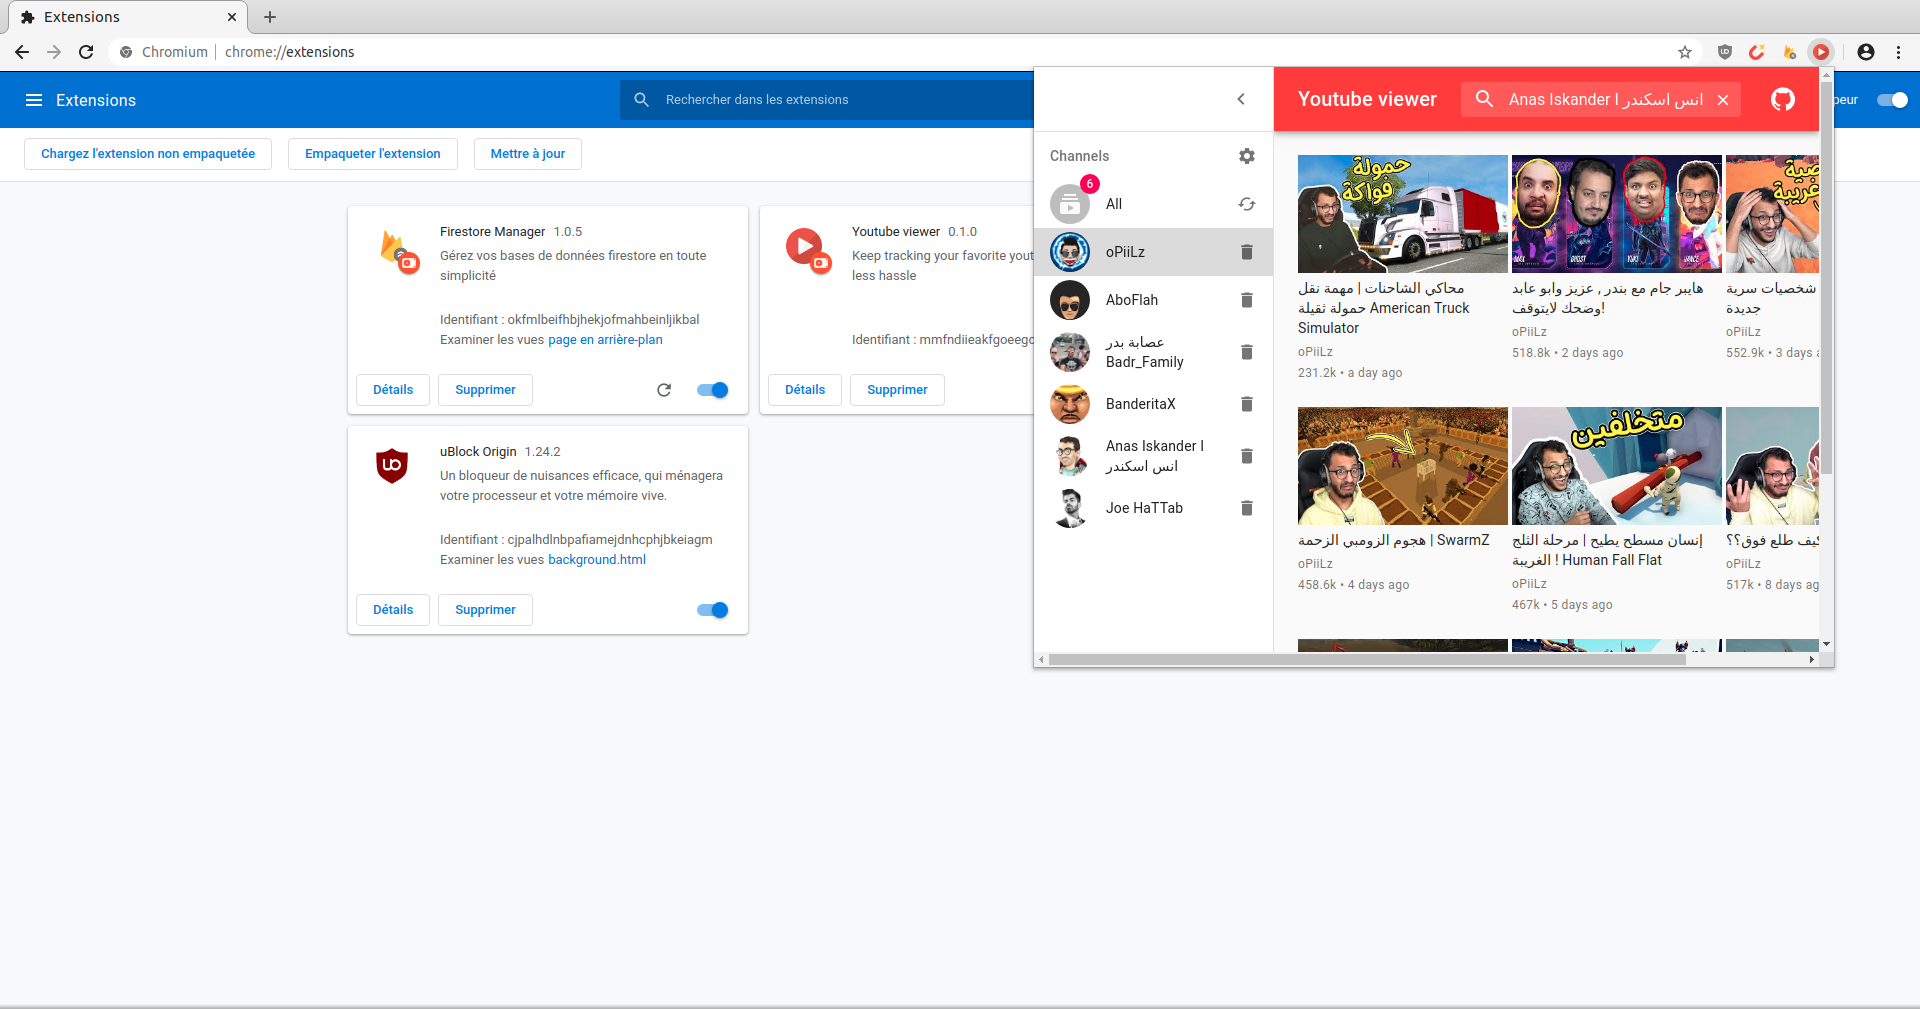 Extensions
Chromium | chrome://extensions
Extensions
Rechercher dans les extensions
peur
Chargez l'extension non empaquetée
Empaqueter l'extension
Mettre à jour
Firestore Manager 1.0.5
Gérez vos bases de données firestore en toute
simplicité
Identifiant : okfmlbeifhbjhekjofmahbeinljikbal
Examiner les vues page en arrière-plan
Détails
Supprimer
Youtube viewer 0.1.0
Keep tracking your favorite yout
less hassle
Identifiant : mmfndiieakfgoeegc
Détails
Supprimer
uBlock Origin 1.24.2
Un bloqueur de nuisances efficace, qui ménagera
votre processeur et votre mémoire vive.
Identifiant : cjpalhdlnbpafiamejdnhcphjbkeiagm
Examiner les vues background.html
Détails
Supprimer
Channels
6
All
oPiiLz
AboFlah
عصابة بدر
Badr_Family
BanderitaX
Anas Iskander I
انس اسكندر
Joe HaTTab
Youtube viewer
Anas Iskander I انس اسكندر
حمولة
فواكة
محاكي الشاحنات | مهمة نقل
حمولة ثقيلة American Truck
Simulator
oPiiLz
231.2k • a day ago
هايبر جام مع بندر , عزيز وابو عابد
وضحك لايتوقف!
oPiiLz
518.8k • 2 days ago
شخصيات سرية
جديدة
oPiiLz
552.9k • 3 days a
هجوم الزومبي الزحمة | SwarmZ
oPiiLz
458.6k • 4 days ago
متخلفين
إنسان مسطح يطيح | مرحلة الثلج
الغريبة ! Human Fall Flat
oPiiLz
467k • 5 days ago
كيف طلع فوق؟؟
oPiiLz
517k • 8 days ag